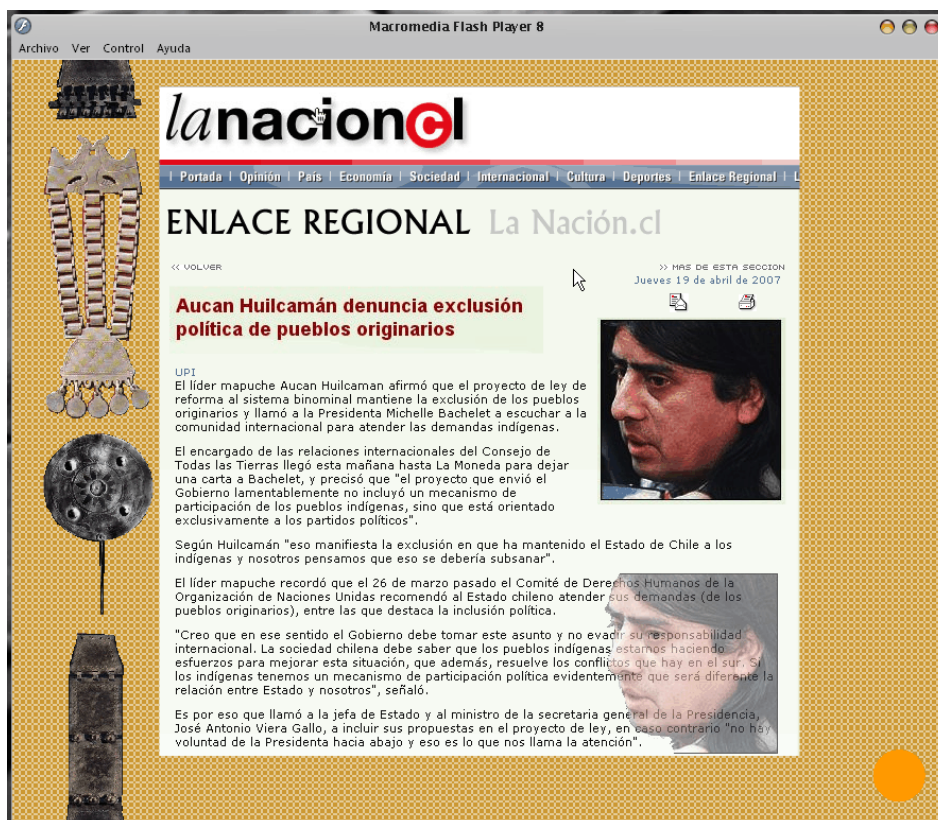 Macromedia Flash Player 8
Archivo Ver Control Ayuda
lanacioncl
| Portada | Opinión | País | Economía | Sociedad | Internacional | Cultura | Deportes | Enlace Regional | L
ENLACE REGIONAL La Nación.cl
<< VOLVER
>> MAS DE ESTA SECCION
Jueves 19 de abril de 2007
Aucan Huilcamán denuncia exclusión
política de pueblos originarios
UPI
El líder mapuche Aucan Huilcaman afirmó que el proyecto de ley de
reforma al sistema binominal mantiene la exclusión de los pueblos
originarios y llamó a la Presidenta Michelle Bachelet a escuchar a la
comunidad internacional para atender las demandas indígenas.
El encargado de las relaciones internacionales del Consejo de
Todas las Tierras llegó esta mañana hasta La Moneda para dejar
una carta a Bachelet, y precisó que "el proyecto que envió el
Gobierno lamentablemente no incluyó un mecanismo de
participación de los pueblos indígenas, sino que está orientado
exclusivamente a los partidos políticos".
Según Huilcamán "eso manifiesta la exclusión en que ha mantenido el Estado de Chile a los
indígenas y nosotros pensamos que eso se debería subsanar".
El líder mapuche recordó que el 26 de marzo pasado el Comité de Derechos Humanos de la
Organización de Naciones Unidas recomendó al Estado chileno atender sus demandas (de los
pueblos originarios), entre las que destaca la inclusión política.
"Creo que en ese sentido el Gobierno debe tomar este asunto y no evadir su responsabilidad
internacional. La sociedad chilena debe saber que los pueblos indígenas estamos haciendo
esfuerzos para mejorar esta situación, que además, resuelve los conflictos que hay en el sur. Si
los indígenas tenemos un mecanismo de participación política evidentemente que será diferente la
relación entre Estado y nosotros", señaló.
Es por eso que llamó a la jefa de Estado y al ministro de la secretaria general de la Presidencia,
José Antonio Viera Gallo, a incluir sus propuestas en el proyecto de ley, en caso contrario "no hay
voluntad de la Presidenta hacia abajo y eso es lo que nos llama la atención".